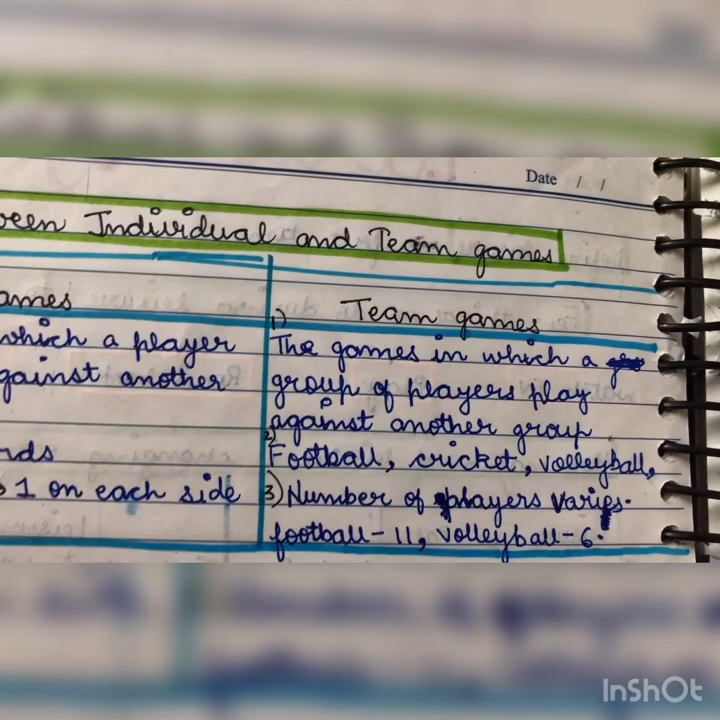 Date / /
ween Individual and Team games
ames
1) Team games
which a player
gainst another
rds
1 on each side
The games in which a
group of players play
against another group
2) Football, cricket, volleyball,
3) Number of players varies.
football - 11, volleyball - 6.
InShOt